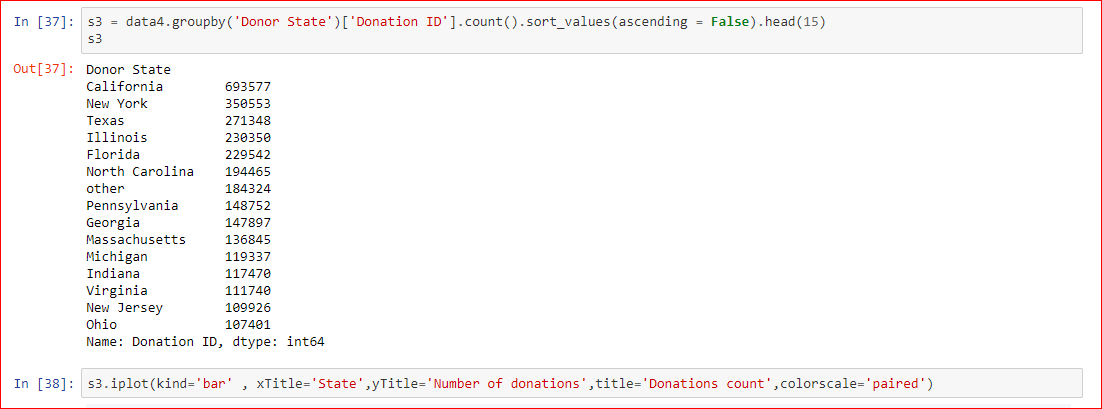 In [37]: s3 = data4.groupby('Donor State')['Donation ID'].count().sort_values(ascending = False).head(15)
s3
Out[37]: Donor State
California 693577
New York 350553
Texas 271348
Illinois 230350
Florida 229542
North Carolina 194465
other 184324
Pennsylvania 148752
Georgia 147897
Massachusetts 136845
Michigan 119337
Indiana 117470
Virginia 111740
New Jersey 109926
Ohio 107401
Name: Donation ID, dtype: int64
In [38]: s3.iplot(kind='bar' , xTitle='State',yTitle='Number of donations',title='Donations count',colorscale='paired')